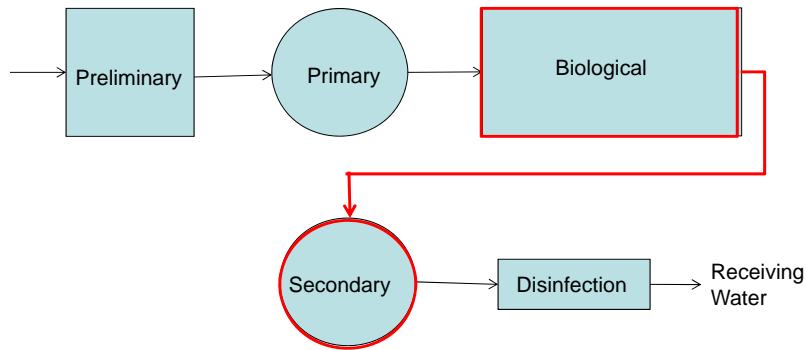 Preliminary
Primary
Biological
Secondary
Disinfection
Receiving
Water